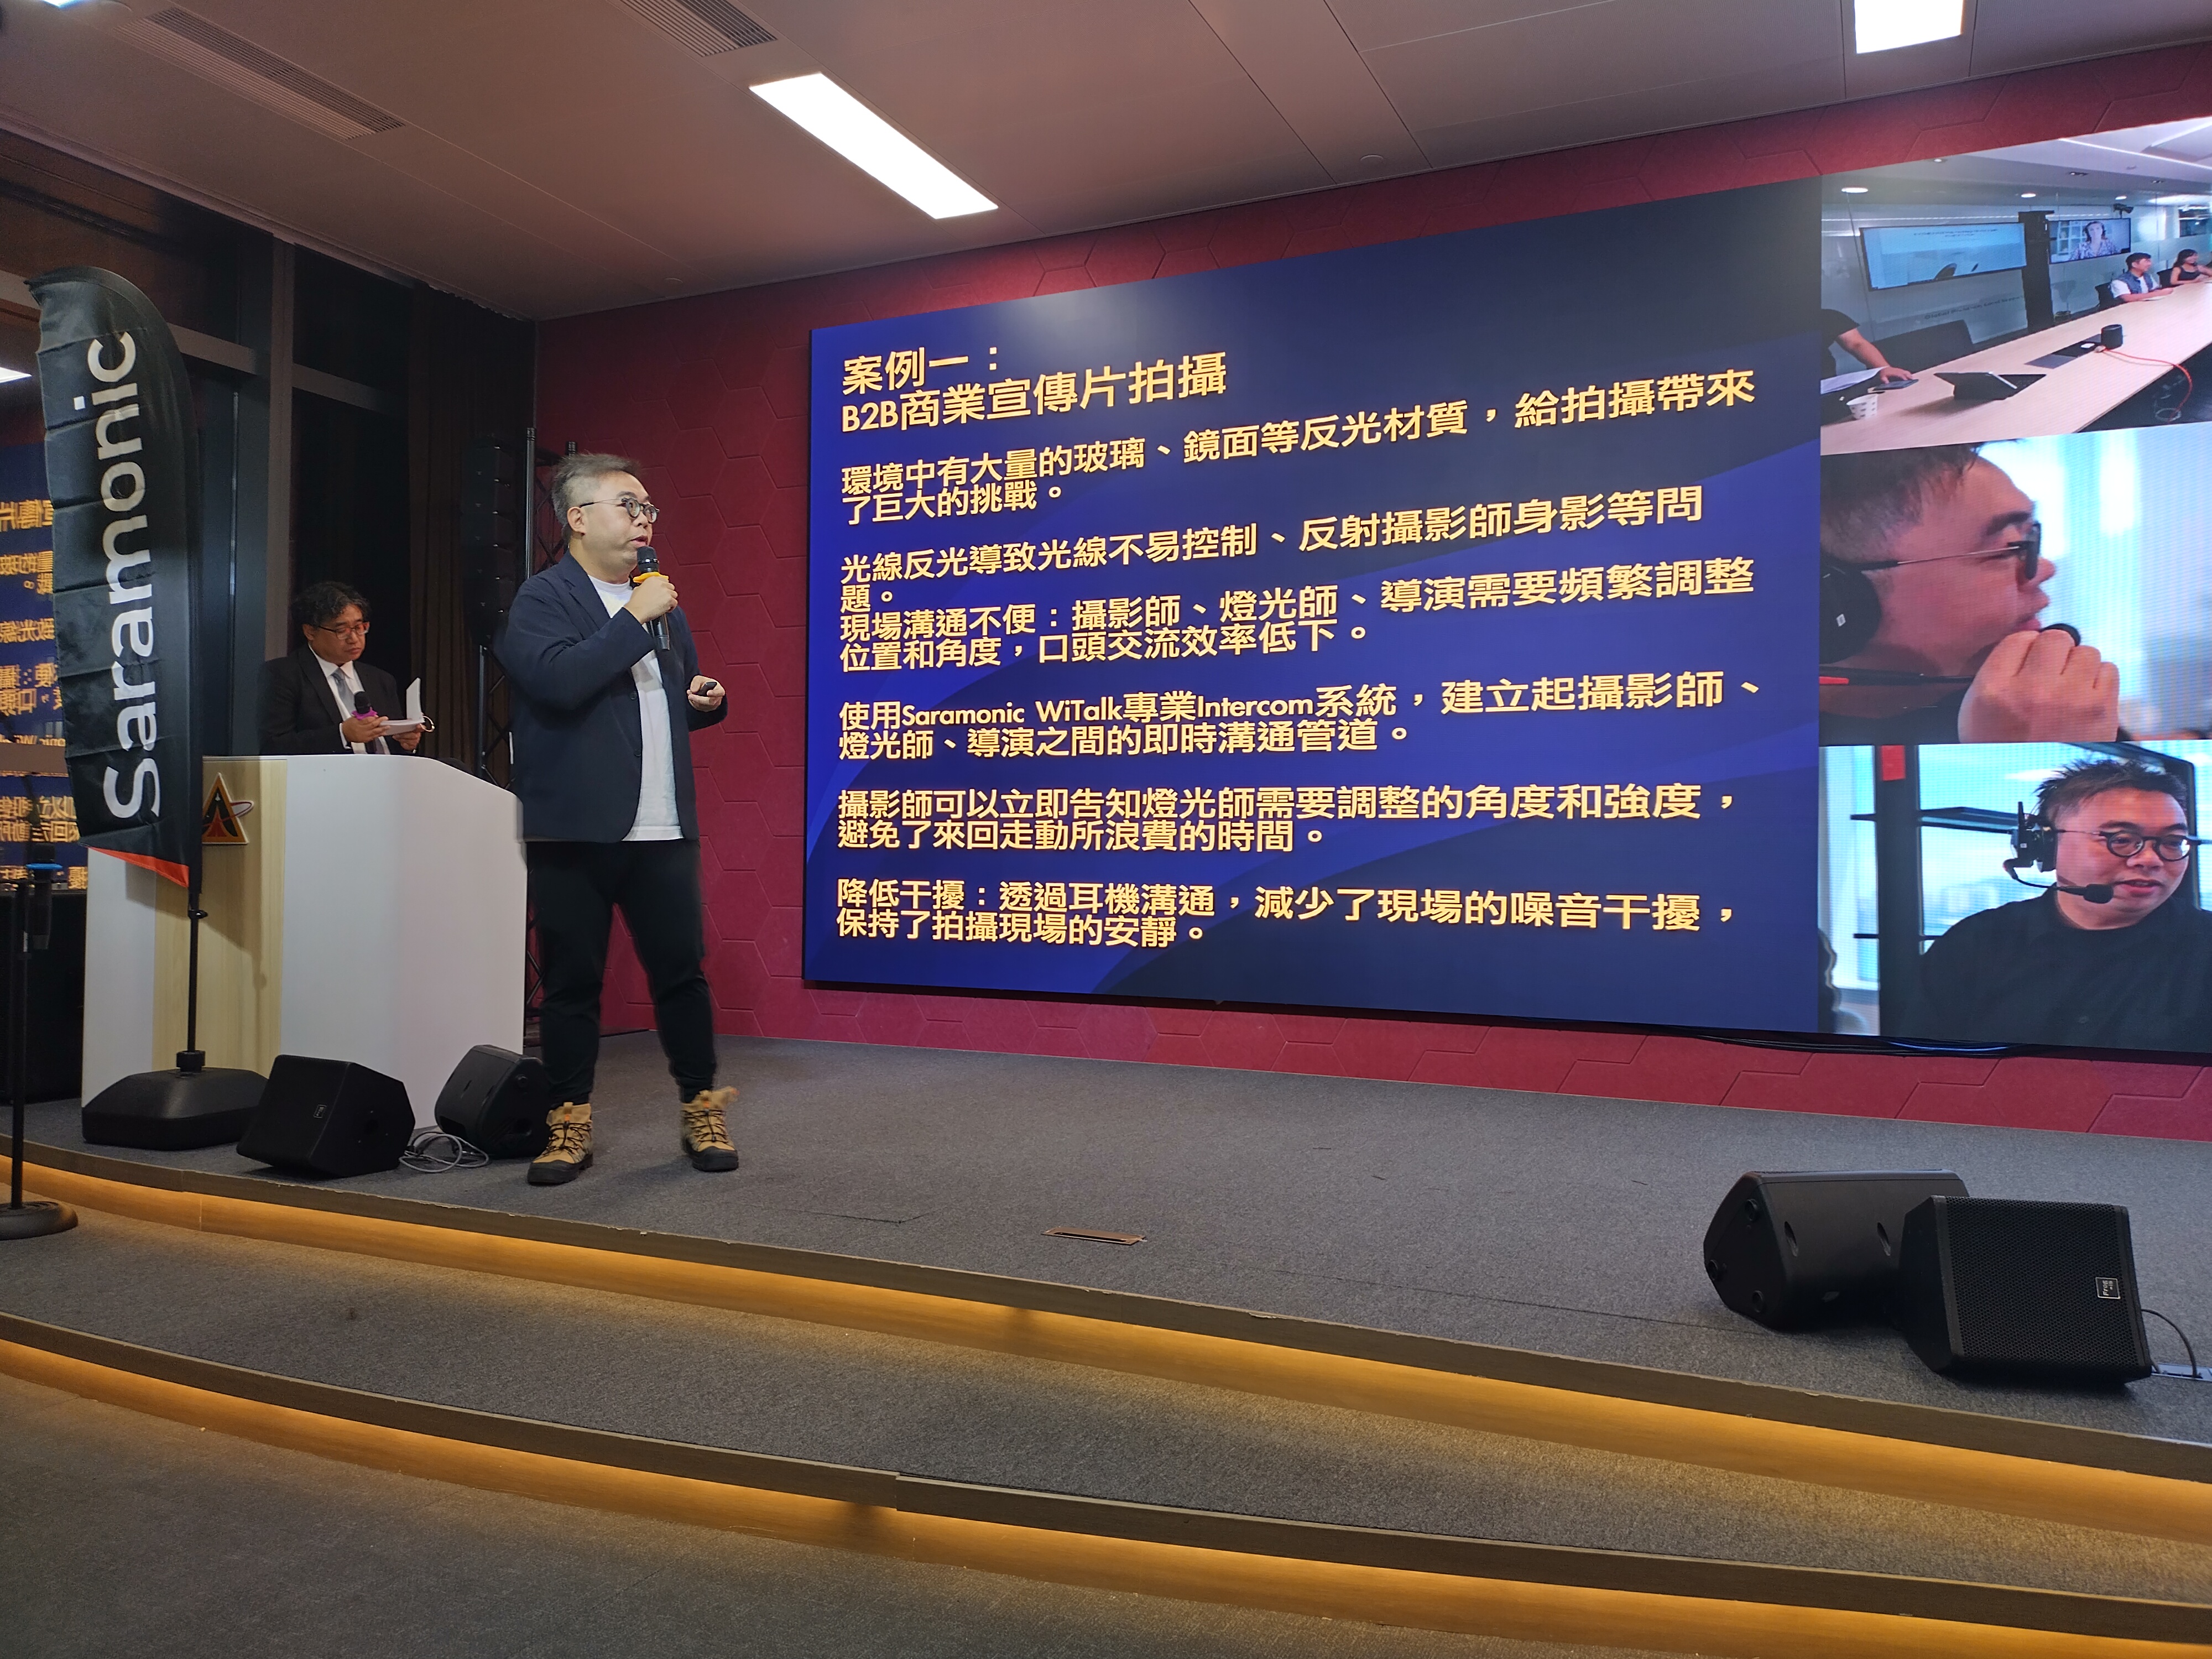 Saramonic
案例一：
B2B商業宣傳片拍攝
環境中有大量的玻璃、鏡面等反光材質，給拍攝帶來
了巨大的挑戰。
光線反光導致光線不易控制、反射攝影師身影等問
題。
現場溝通不便：攝影師、燈光師、導演需要頻繁調整
位置和角度，口頭交流效率低下。
使用Saramonic WiTalk專業Intercom系統，建立起攝影師、
燈光師、導演之間的即時溝通管道。
攝影師可以立即告知燈光師需要調整的角度和強度，
避免了來回走動所浪費的時間。
降低干擾：透過耳機溝通，減少了現場的噪音干擾，
保持了拍攝現場的安靜。